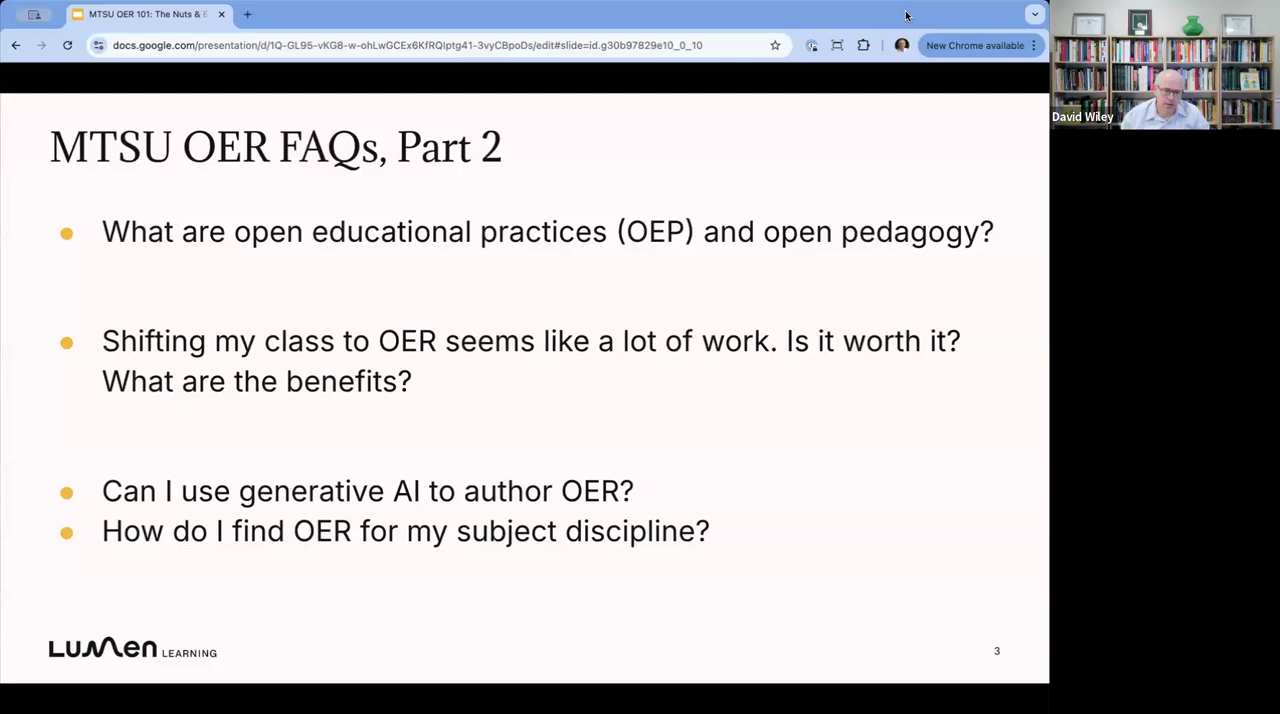 MTSU OER 101: The Nuts & B
docs.google.com/presentation/d/1Q-GL95-vKG8-w-ohLwGCEx6KfRQlptg41-3vyCBpoDs/edit#slide=id.g30b97829e10_0_10
New Chrome available
David Wiley
MTSU OER FAQs, Part 2
What are open educational practices (OEP) and open pedagogy?
Shifting my class to OER seems like a lot of work. Is it worth it?
What are the benefits?
Can I use generative AI to author OER?
How do I find OER for my subject discipline?
Lumen LEARNING
3